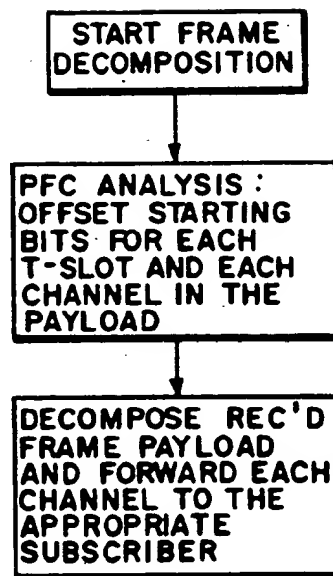 START FRAME
DECOMPOSITION
PFC ANALYSIS:
OFFSET STARTING
BITS FOR EACH
T-SLOT AND EACH
CHANNEL IN THE
PAYLOAD
DECOMPOSE REC'D
FRAME PAYLOAD
AND FORWARD EACH
CHANNEL TO THE
APPROPRIATE
SUBSCRIBER